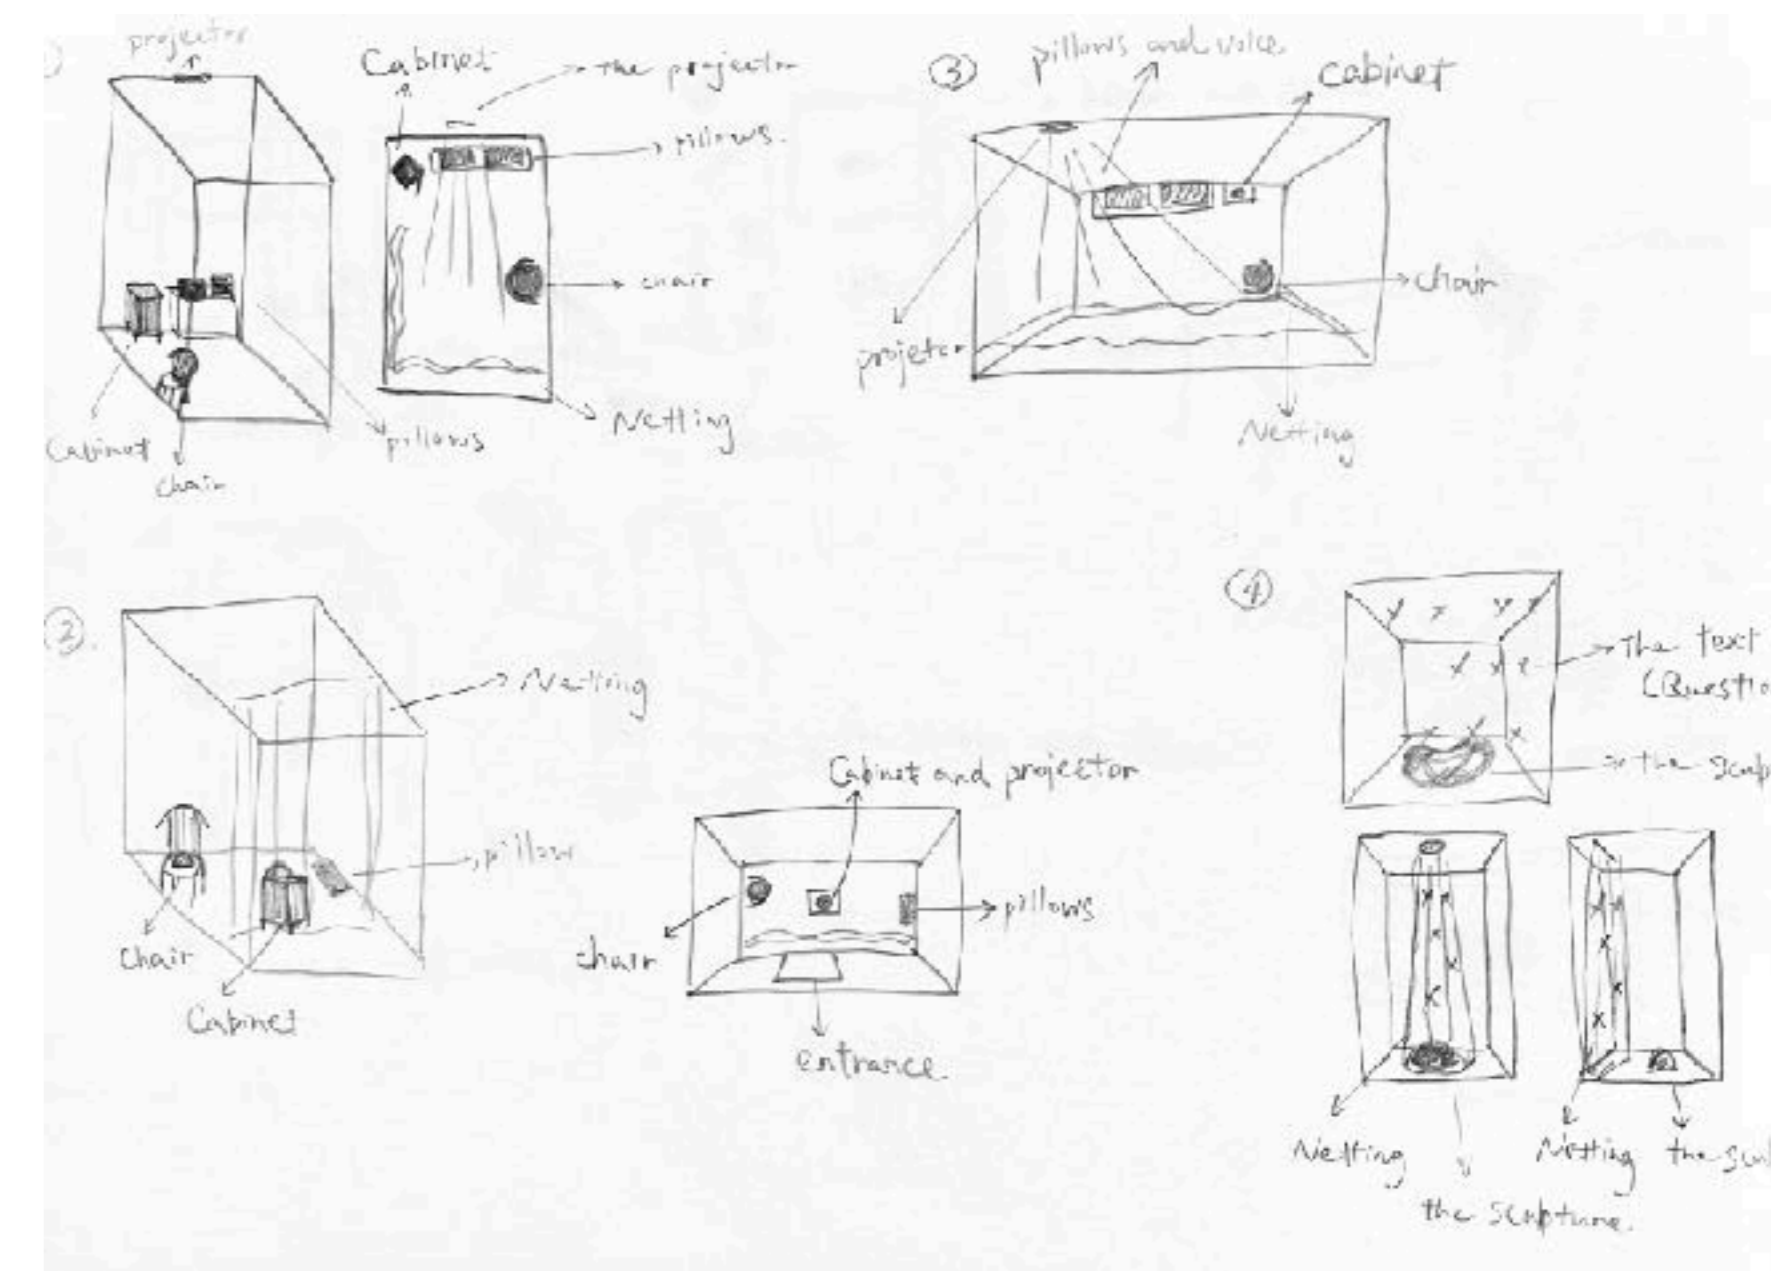 projector
Cabinet
The projector
pillows.
chair
Netting
Cabinet
chair
pillows
③
pillows and voice
cabinet
projetor
chair
Netting
②.
Netting
pillow
chair
Cabinet
Cabinet and projector
chair
pillows
entrance
④
The text
(Questio
the sculp
Netting
the sculpture.
Netting
the scul